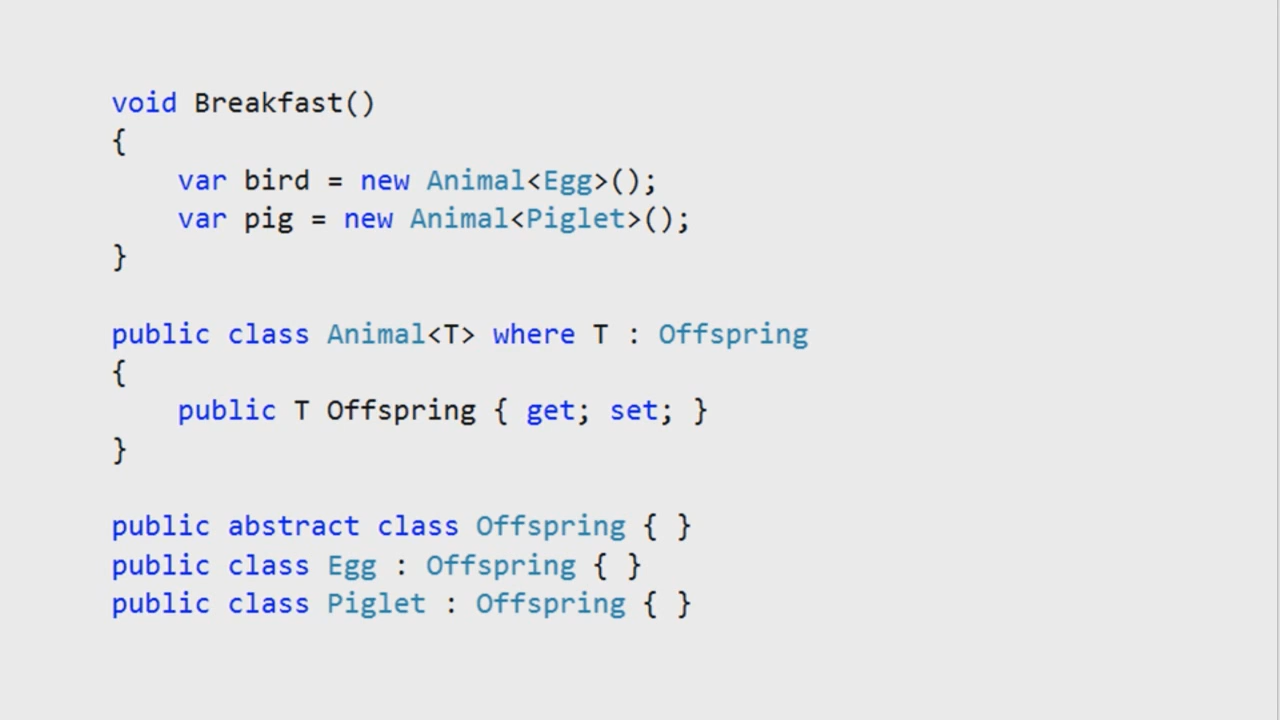 void Breakfast()
{
    var bird = new Animal<Egg>();
    var pig = new Animal<Piglet>();
}

public class Animal<T> where T : Offspring
{
    public T Offspring { get; set; }
}

public abstract class Offspring { }
public class Egg : Offspring { }
public class Piglet : Offspring { }